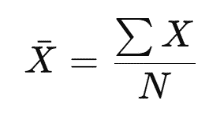 X̄ = ∑ X / N